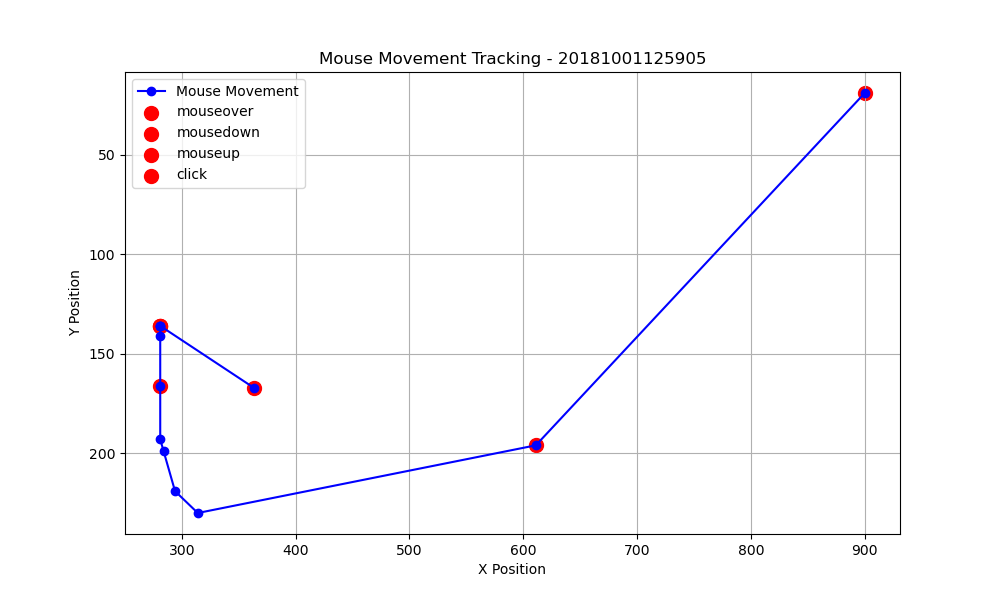 Mouse Movement Tracking - 20181001125905
Mouse Movement
mouseover
mousedown
mouseup
click
50
100
150
200
Y Position
300 400 500 600 700 800 900
X Position